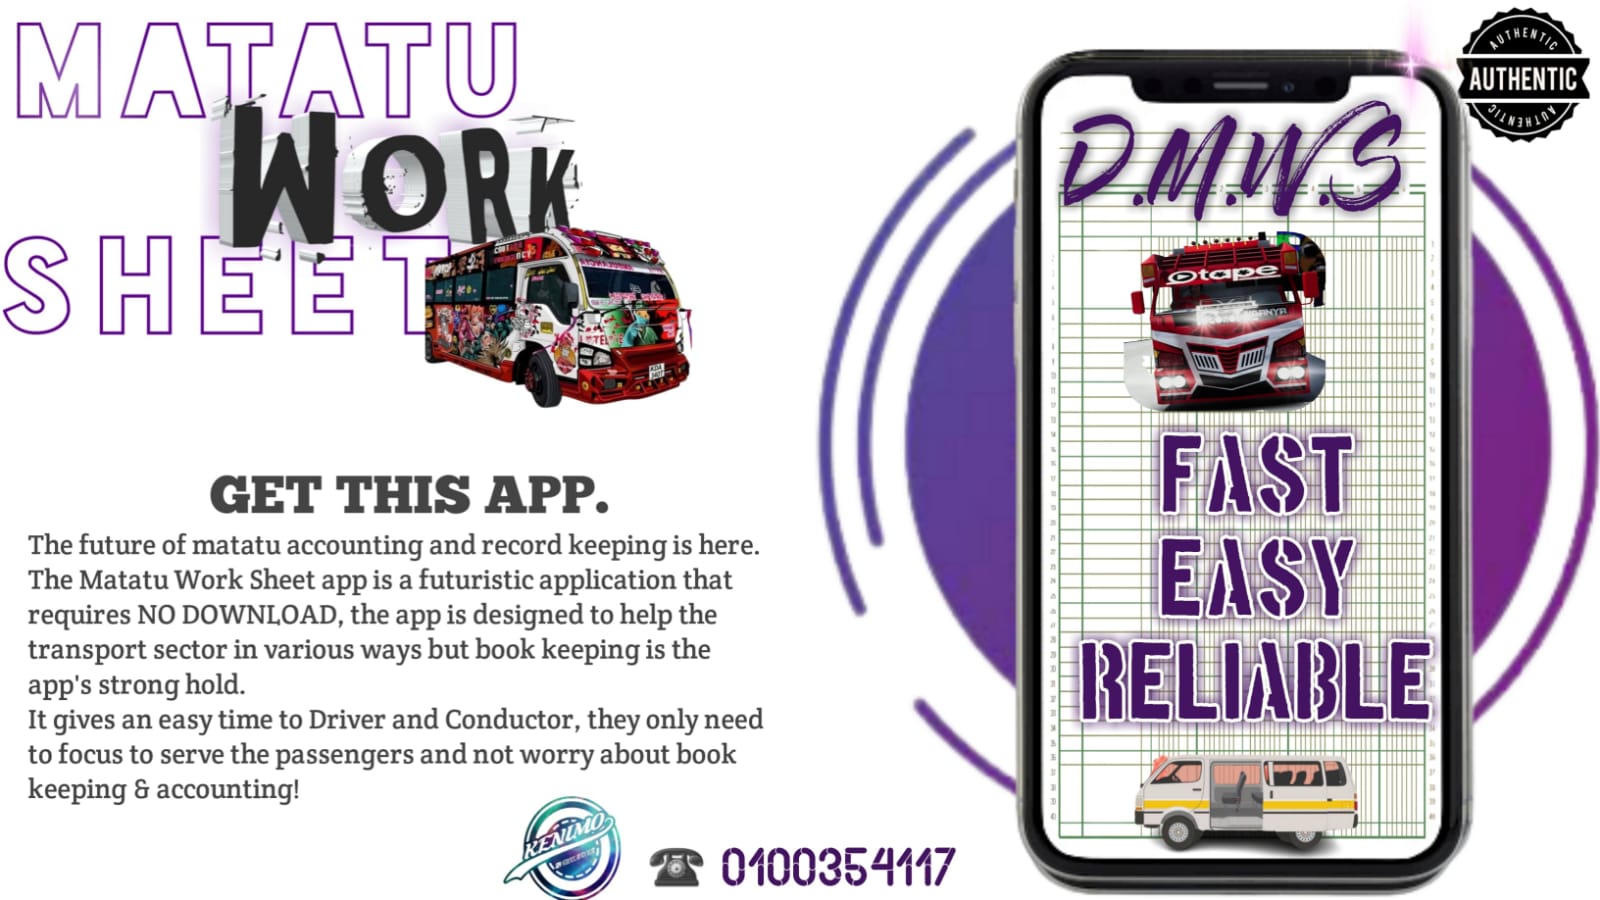 MATATU
WORK
SHEET
GET THIS APP.
The future of matatu accounting and record keeping is here.
The Matatu Work Sheet app is a futuristic application that
requires NO DOWNLOAD, the app is designed to help the
transport sector in various ways but book keeping is the
app's strong hold.
It gives an easy time to Driver and Conductor, they only need
to focus to serve the passengers and not worry about book
keeping & accounting!
KENIMO
0100354117
AUTHENTIC
AUTHENTIC
AUTHENTIC
D.M.W.S
otape
FAST
EASY
RELIABLE